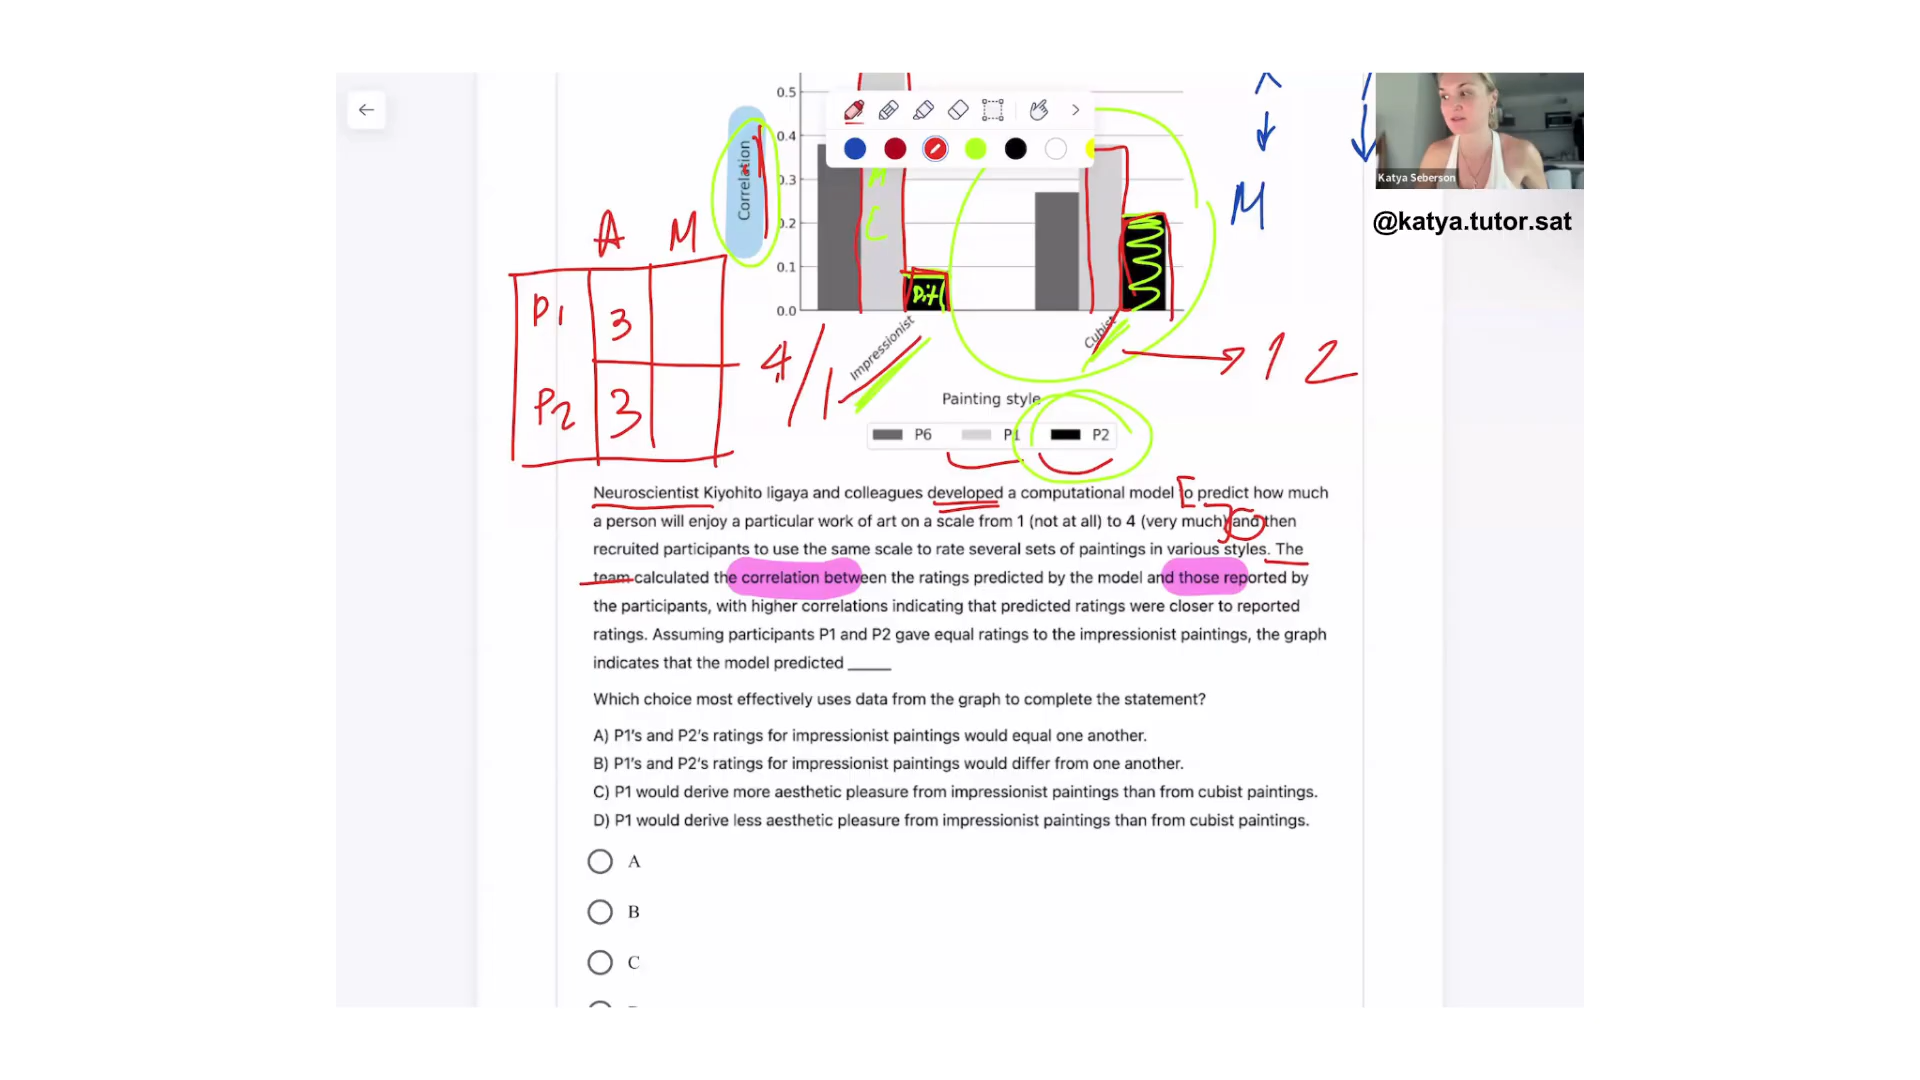 0.5
0.4
0.3
0.2
0.1
0.0
Correlation
A M
P1 3
P2 3
Dif
M
4/1
1 2
Impressionist
Cubist
Painting style
P6 P1 P2
Katya Seberson
@katya.tutor.sat
Neuroscientist Kiyohito Iigaya and colleagues developed a computational model to predict how much
a person will enjoy a particular work of art on a scale from 1 (not at all) to 4 (very much) and then
recruited participants to use the same scale to rate several sets of paintings in various styles. The
team calculated the correlation between the ratings predicted by the model and those reported by
the participants, with higher correlations indicating that predicted ratings were closer to reported
ratings. Assuming participants P1 and P2 gave equal ratings to the impressionist paintings, the graph
indicates that the model predicted _____
Which choice most effectively uses data from the graph to complete the statement?
A) P1's and P2's ratings for impressionist paintings would equal one another.
B) P1's and P2's ratings for impressionist paintings would differ from one another.
C) P1 would derive more aesthetic pleasure from impressionist paintings than from cubist paintings.
D) P1 would derive less aesthetic pleasure from impressionist paintings than from cubist paintings.
A
B
C